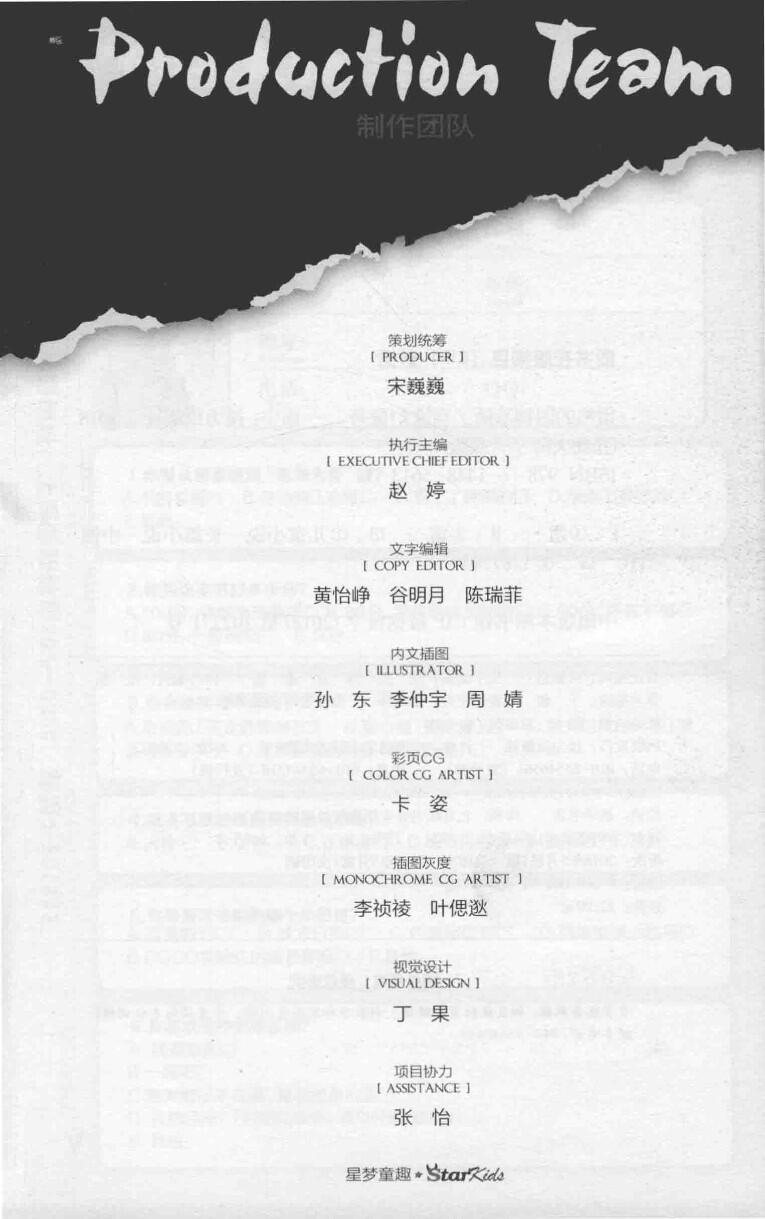 Production Team
制作团队
策划统筹
[ PRODUCER ]
宋巍巍
执行主编
[ EXECUTIVE CHIEF EDITOR ]
赵 婷
文字编辑
[ COPY EDITOR ]
黄怡峥 谷明月 陈瑞菲
内文插图
[ ILLUSTRATOR ]
孙 东 李仲宇 周 婧
彩页CG
[ COLOR CG ARTIST ]
卡 姿
插图灰度
[ MONOCHROME CG ARTIST ]
李祯祾 叶偲逖
视觉设计
[ VISUAL DESIGN ]
丁 果
项目协力
[ ASSISTANCE ]
张 怡
星梦童趣★StarKids